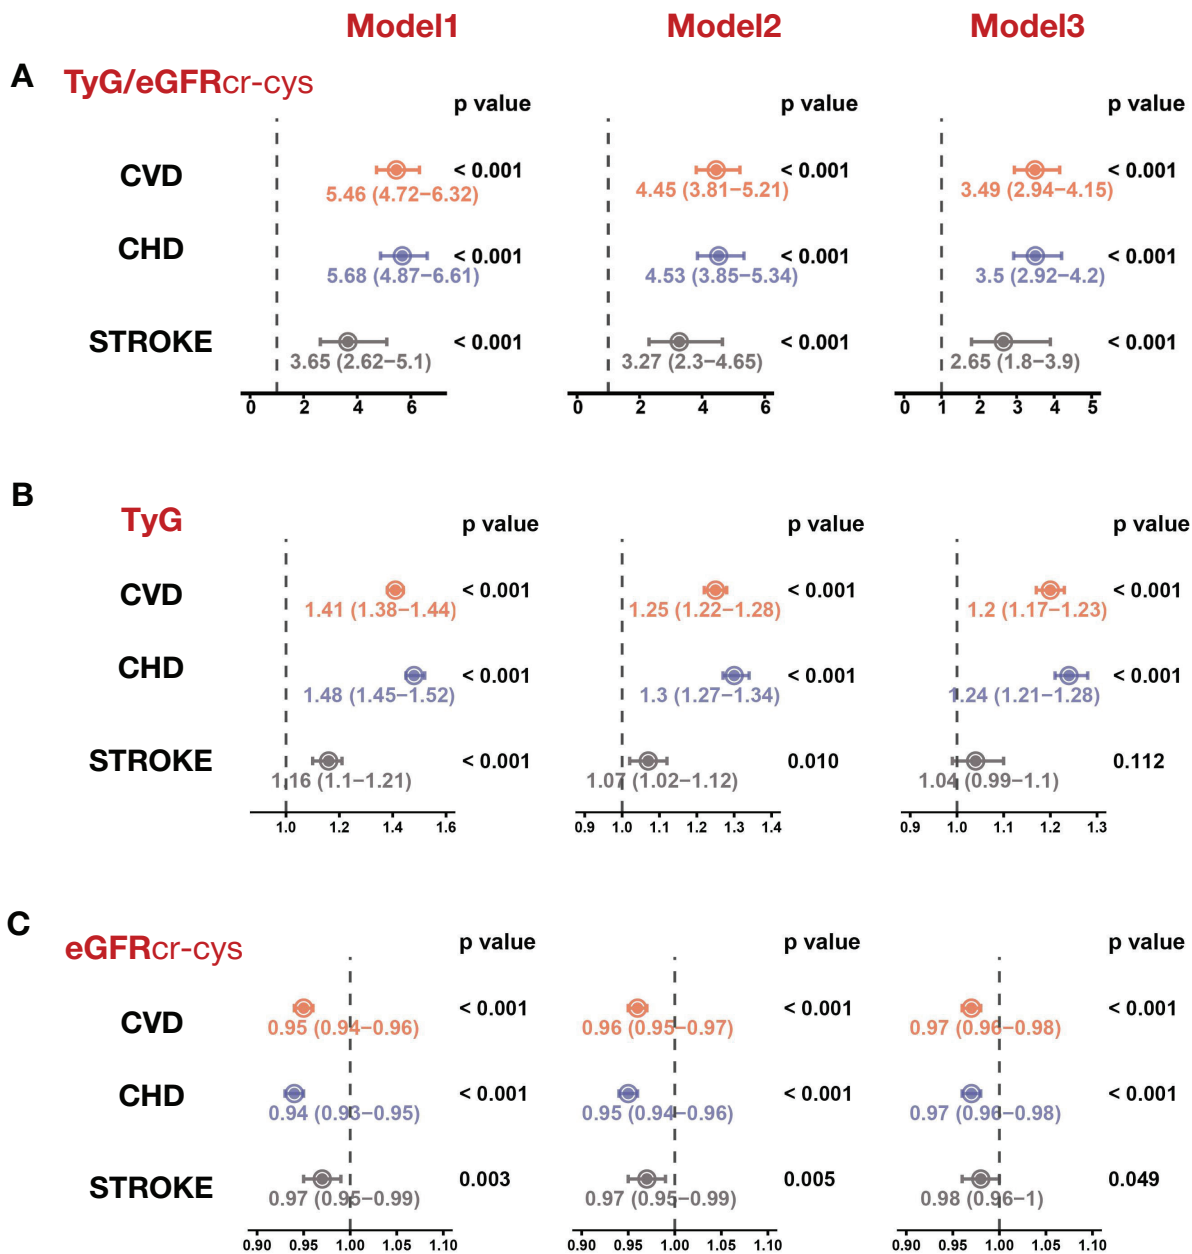 Model1 Model2 Model3
A TyG/eGFRcr-cys
p value p value p value
CVD < 0.001 < 0.001 < 0.001
5.46 (4.72−6.32) 4.45 (3.81−5.21) 3.49 (2.94−4.15)
CHD < 0.001 < 0.001 < 0.001
5.68 (4.87−6.61) 4.53 (3.85−5.34) 3.5 (2.92−4.2)
STROKE < 0.001 < 0.001 < 0.001
3.65 (2.62−5.1) 3.27 (2.3−4.65) 2.65 (1.8−3.9)
0 2 4 6 0 2 4 6 0 1 2 3 4 5
B
TyG p value p value p value
CVD < 0.001 < 0.001 < 0.001
1.41 (1.38−1.44) 1.25 (1.22−1.28) 1.2 (1.17−1.23)
CHD < 0.001 < 0.001 < 0.001
1.48 (1.45−1.52) 1.3 (1.27−1.34) 1.24 (1.21−1.28)
STROKE < 0.001 0.010 0.112
1.16 (1.1−1.21) 1.07 (1.02−1.12) 1.04 (0.99−1.1)
1.0 1.2 1.4 1.6 0.9 1.0 1.1 1.2 1.3 1.4 0.9 1.0 1.1 1.2 1.3
C
eGFRcr-cys p value p value p value
CVD < 0.001 < 0.001 < 0.001
0.95 (0.94−0.96) 0.96 (0.95−0.97) 0.97 (0.96−0.98)
CHD < 0.001 < 0.001 < 0.001
0.94 (0.93−0.95) 0.95 (0.94−0.96) 0.97 (0.96−0.98)
STROKE 0.003 0.005 0.049
0.97 (0.95−0.99) 0.97 (0.95−0.99) 0.98 (0.96−1)
0.90 0.95 1.00 1.05 1.10 0.90 0.95 1.00 1.05 1.10 0.90 0.95 1.00 1.05 1.10